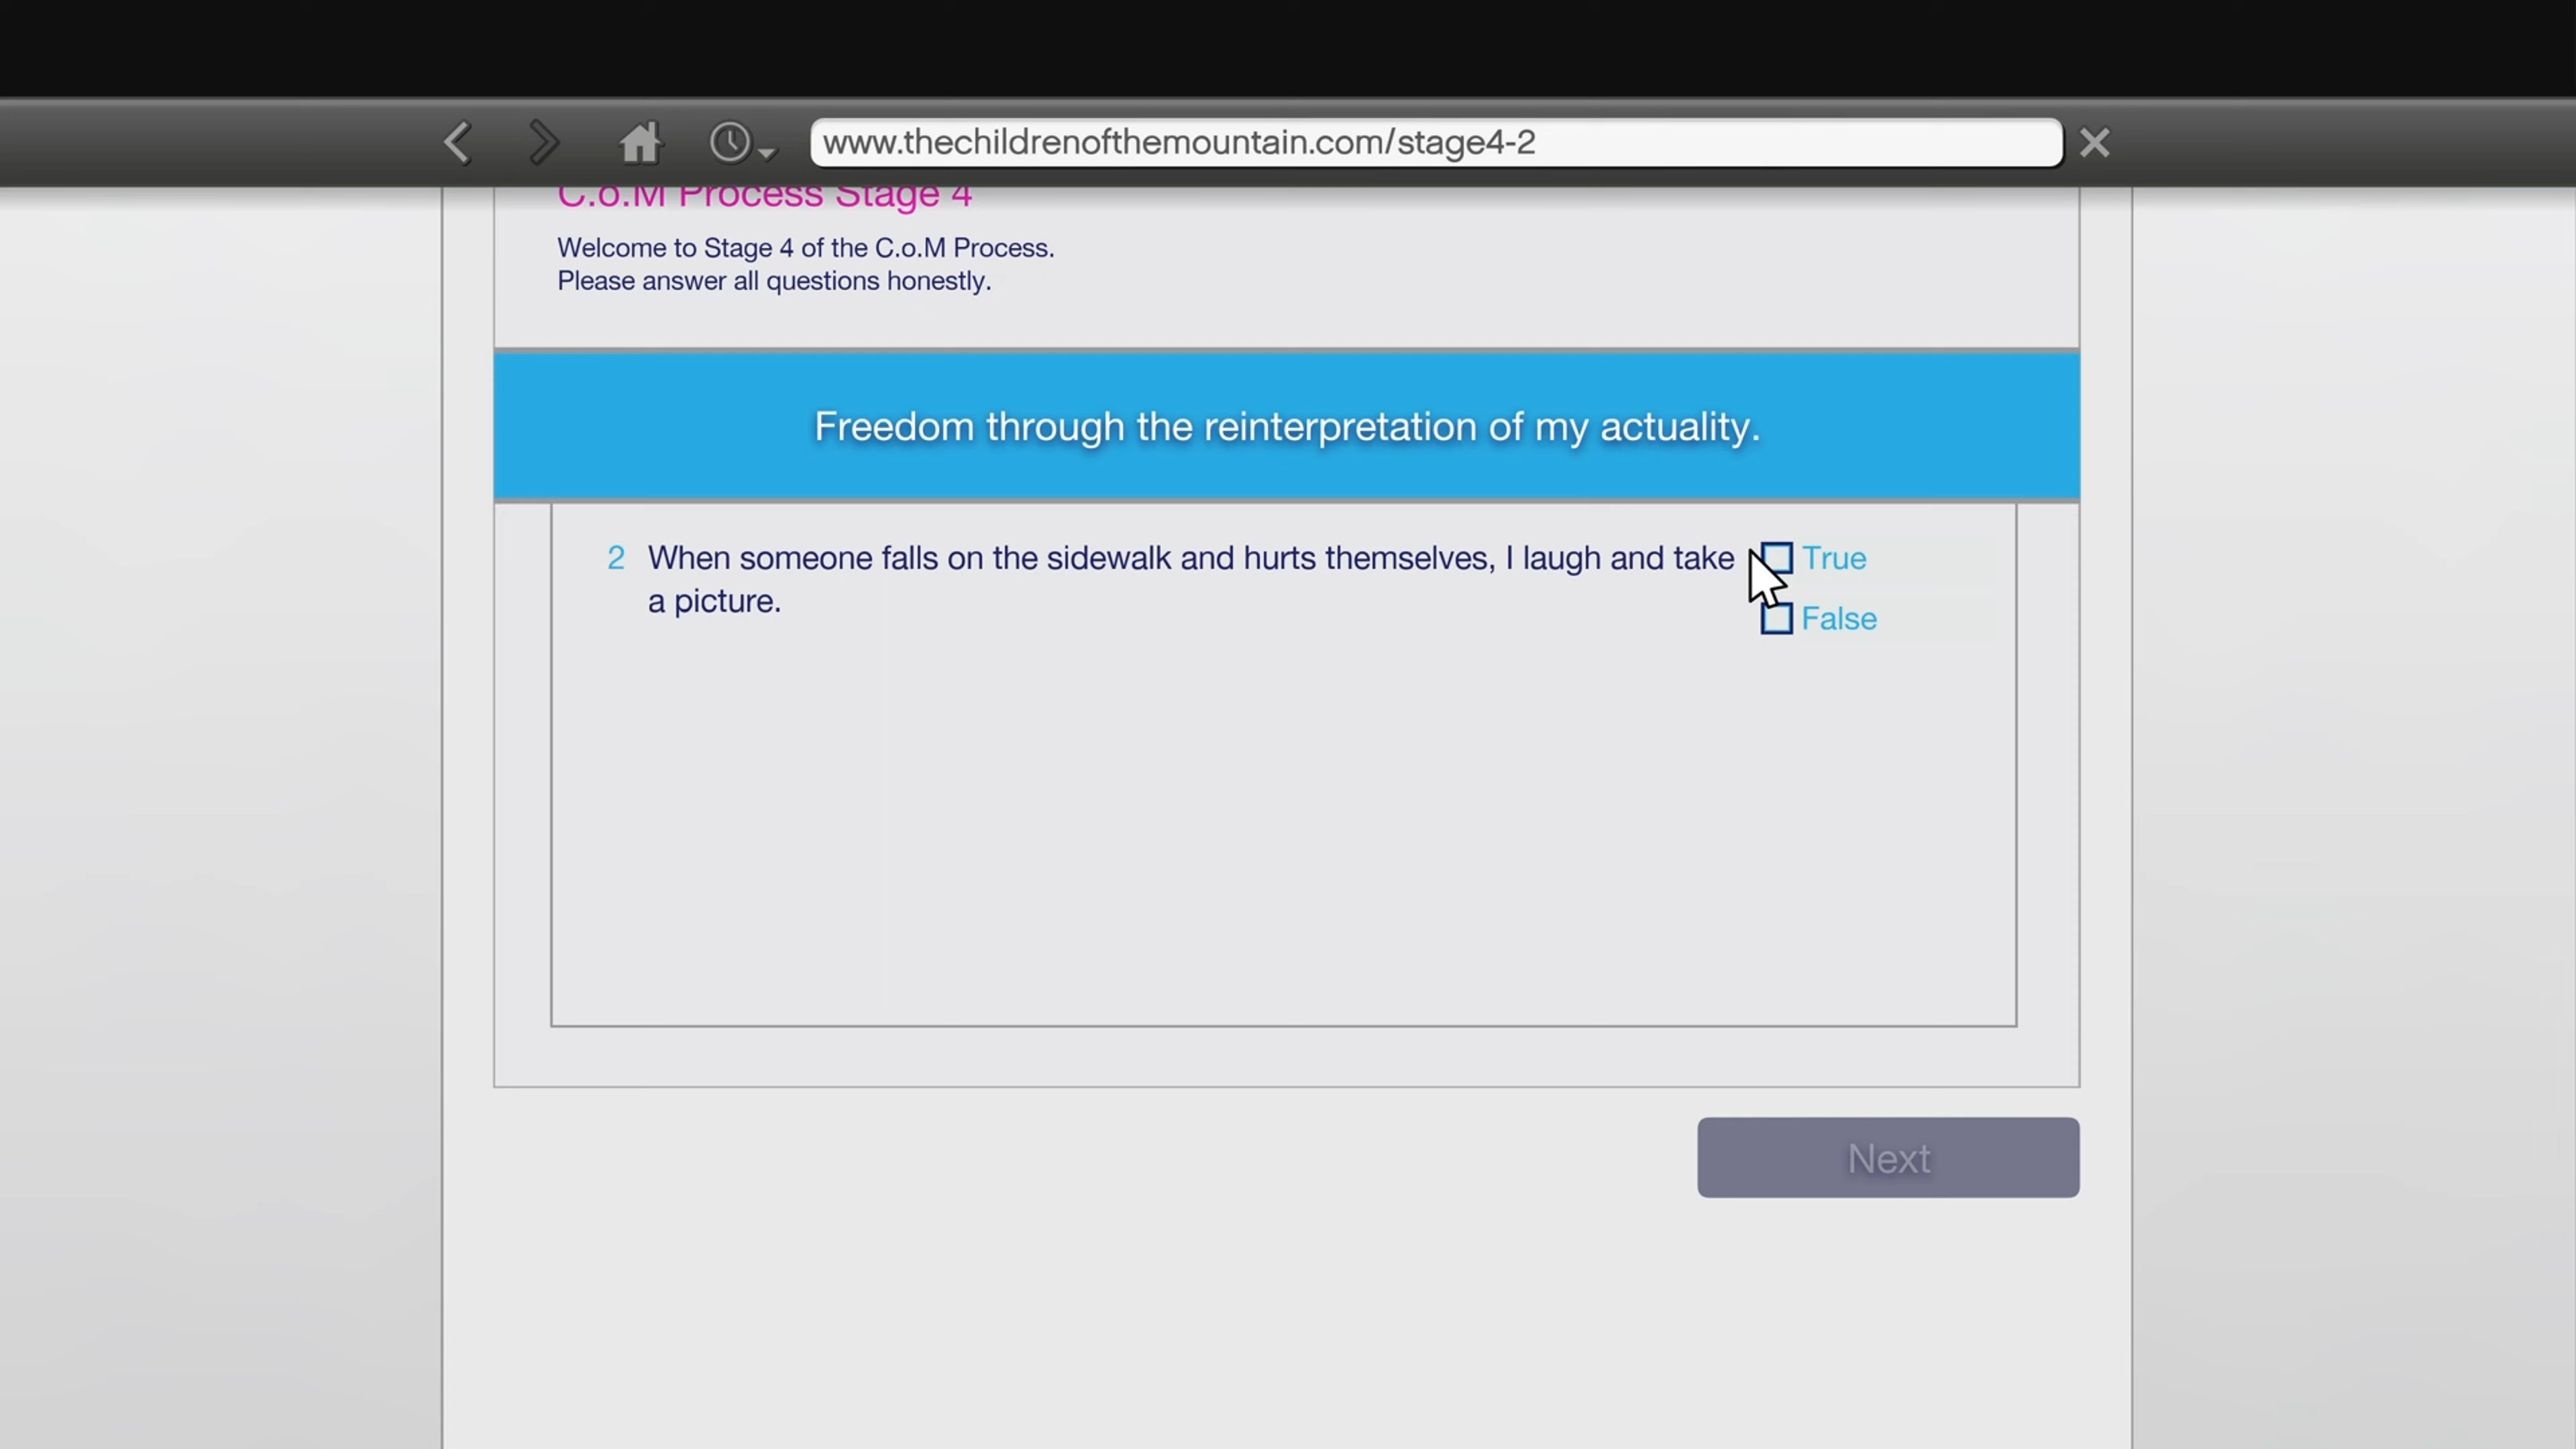 www.thechildrenofthemountain.com/stage4-2
C.o.M Process Stage 4
Welcome to Stage 4 of the C.o.M Process.
Please answer all questions honestly.
Freedom through the reinterpretation of my actuality.
2 When someone falls on the sidewalk and hurts themselves, I laugh and take True
a picture.
False
Next